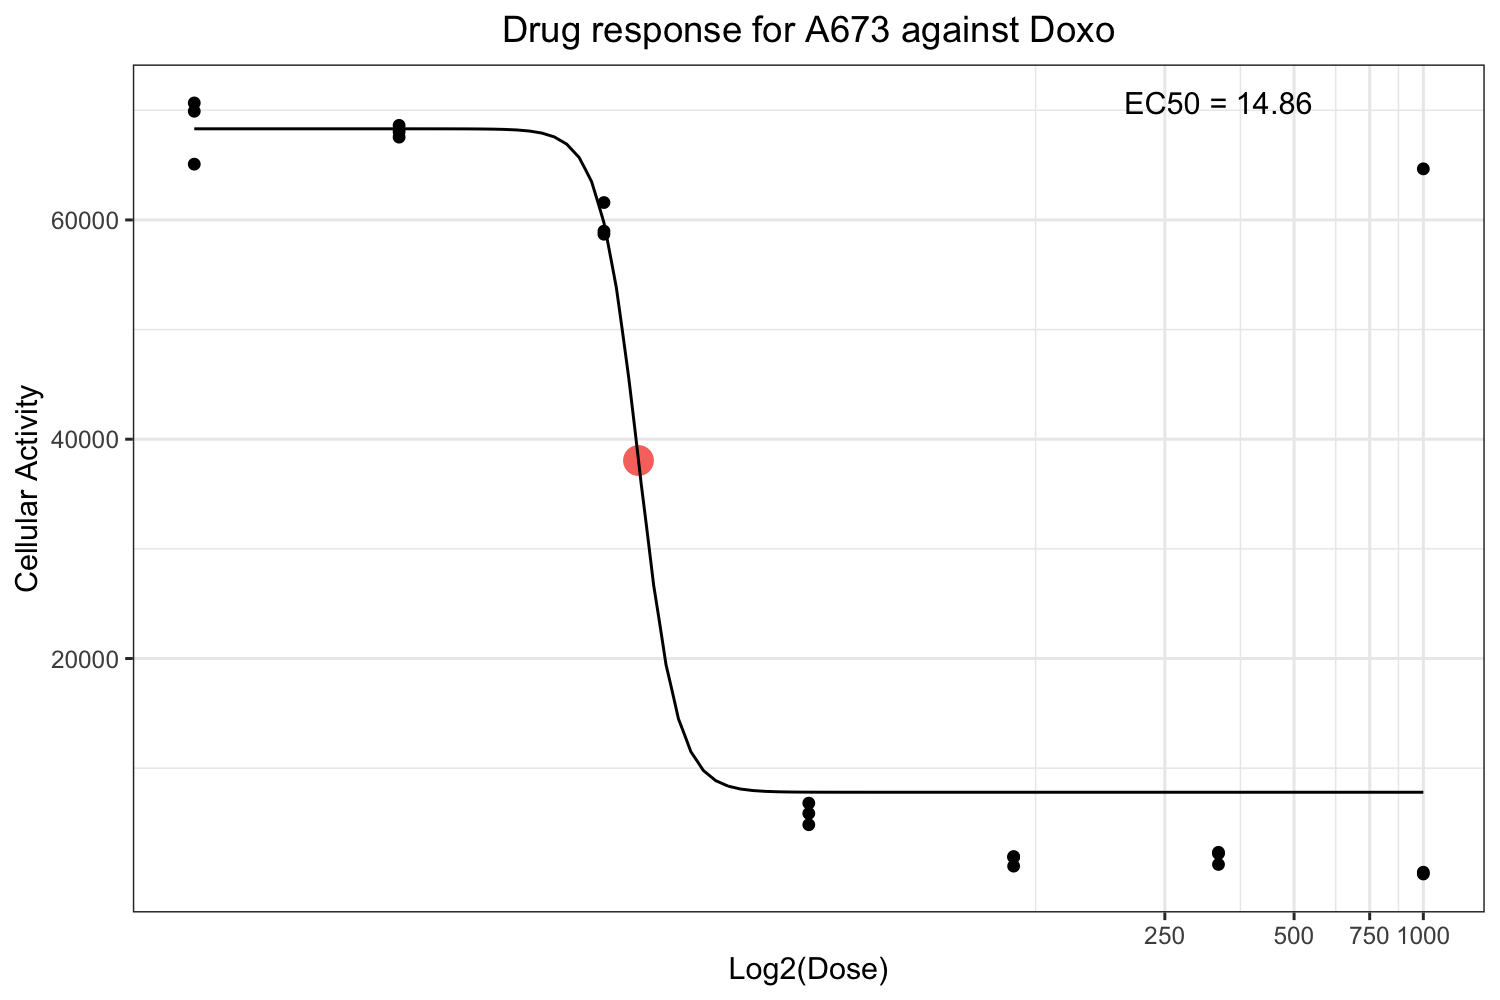 Drug response for A673 against Doxo
EC50 = 14.86
60000
40000
20000
Cellular Activity
250 500 750 1000
Log2(Dose)